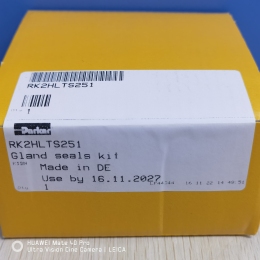 RK2HLTS251
1
Parker
RK2HLTS251
Gland seals kit
Made in DE
Use by 16.11.2027
1
HUAWEI Mate 40 Pro
Ultra Vision Cine Camera | LEICA